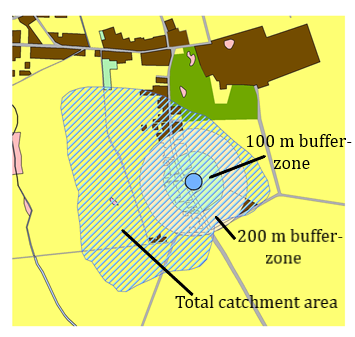 100 m buffer-
zone
200 m buffer-
zone
Total catchment area